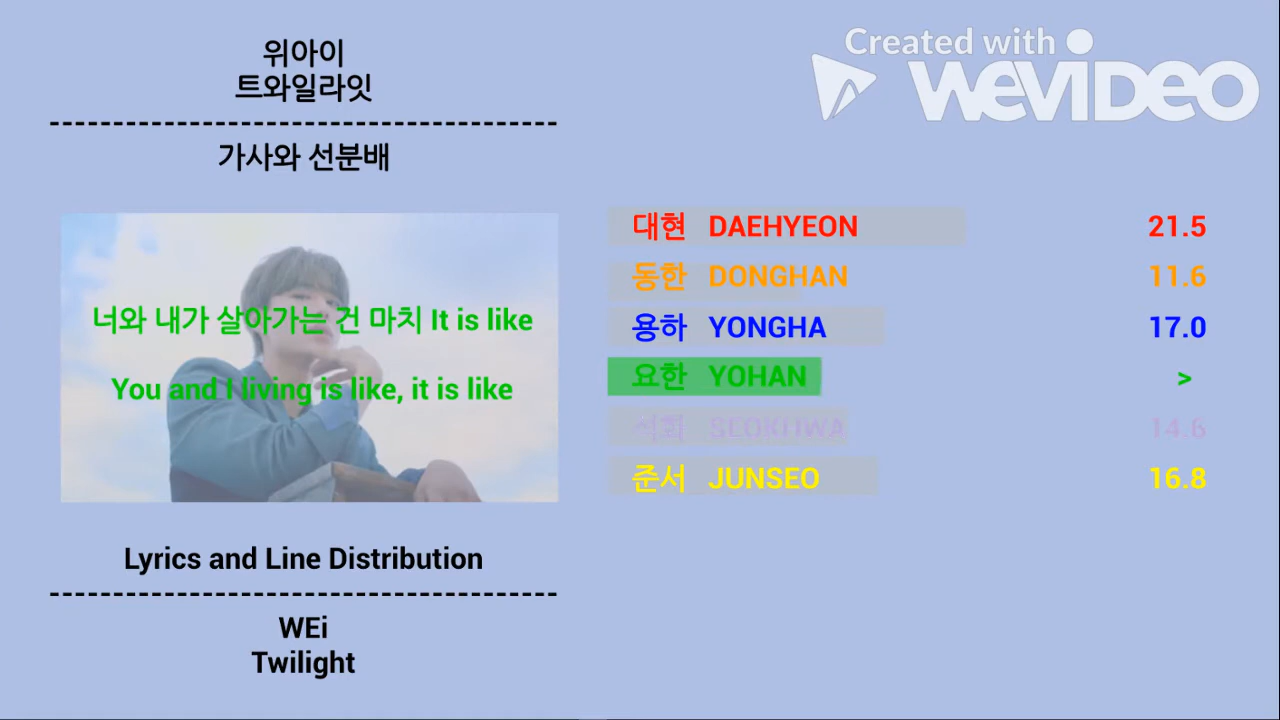 위아이
트와일라잇
가사와 선분배
Created with
WEVIDEO
너와 내가 살아가는 건 마치 It is like
You and I living is like, it is like
대현 DAEHYEON 21.5
동한 DONGHAN 11.6
용하 YONGHA 17.0
요한 YOHAN >
석화 SEOKHWA 14.6
준서 JUNSEO 16.8
Lyrics and Line Distribution
WEi
Twilight